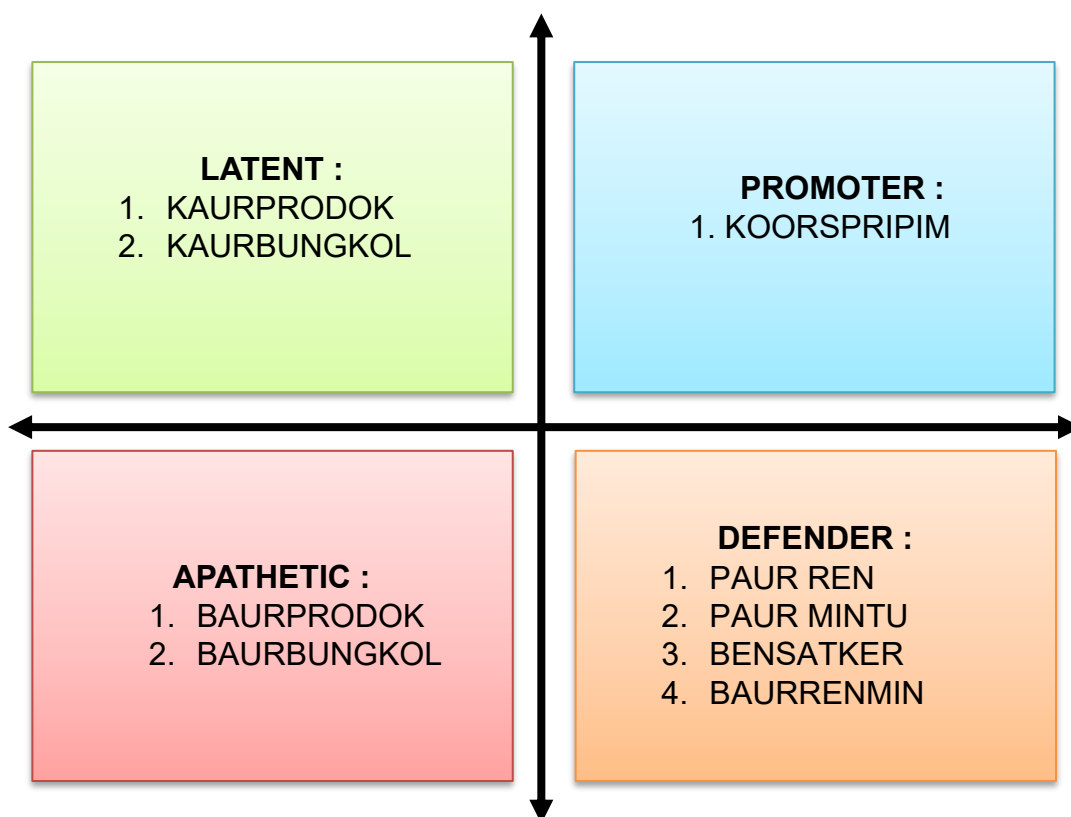 LATENT :
1. KAURPRODOK
2. KAURBUNGKOL
PROMOTER :
1. KOORSPRIPIM
APATHETIC :
1. BAURPRODOK
2. BAURBUNGKOL
DEFENDER :
1. PAUR REN
2. PAUR MINTU
3. BENSATKER
4. BAURRENMIN